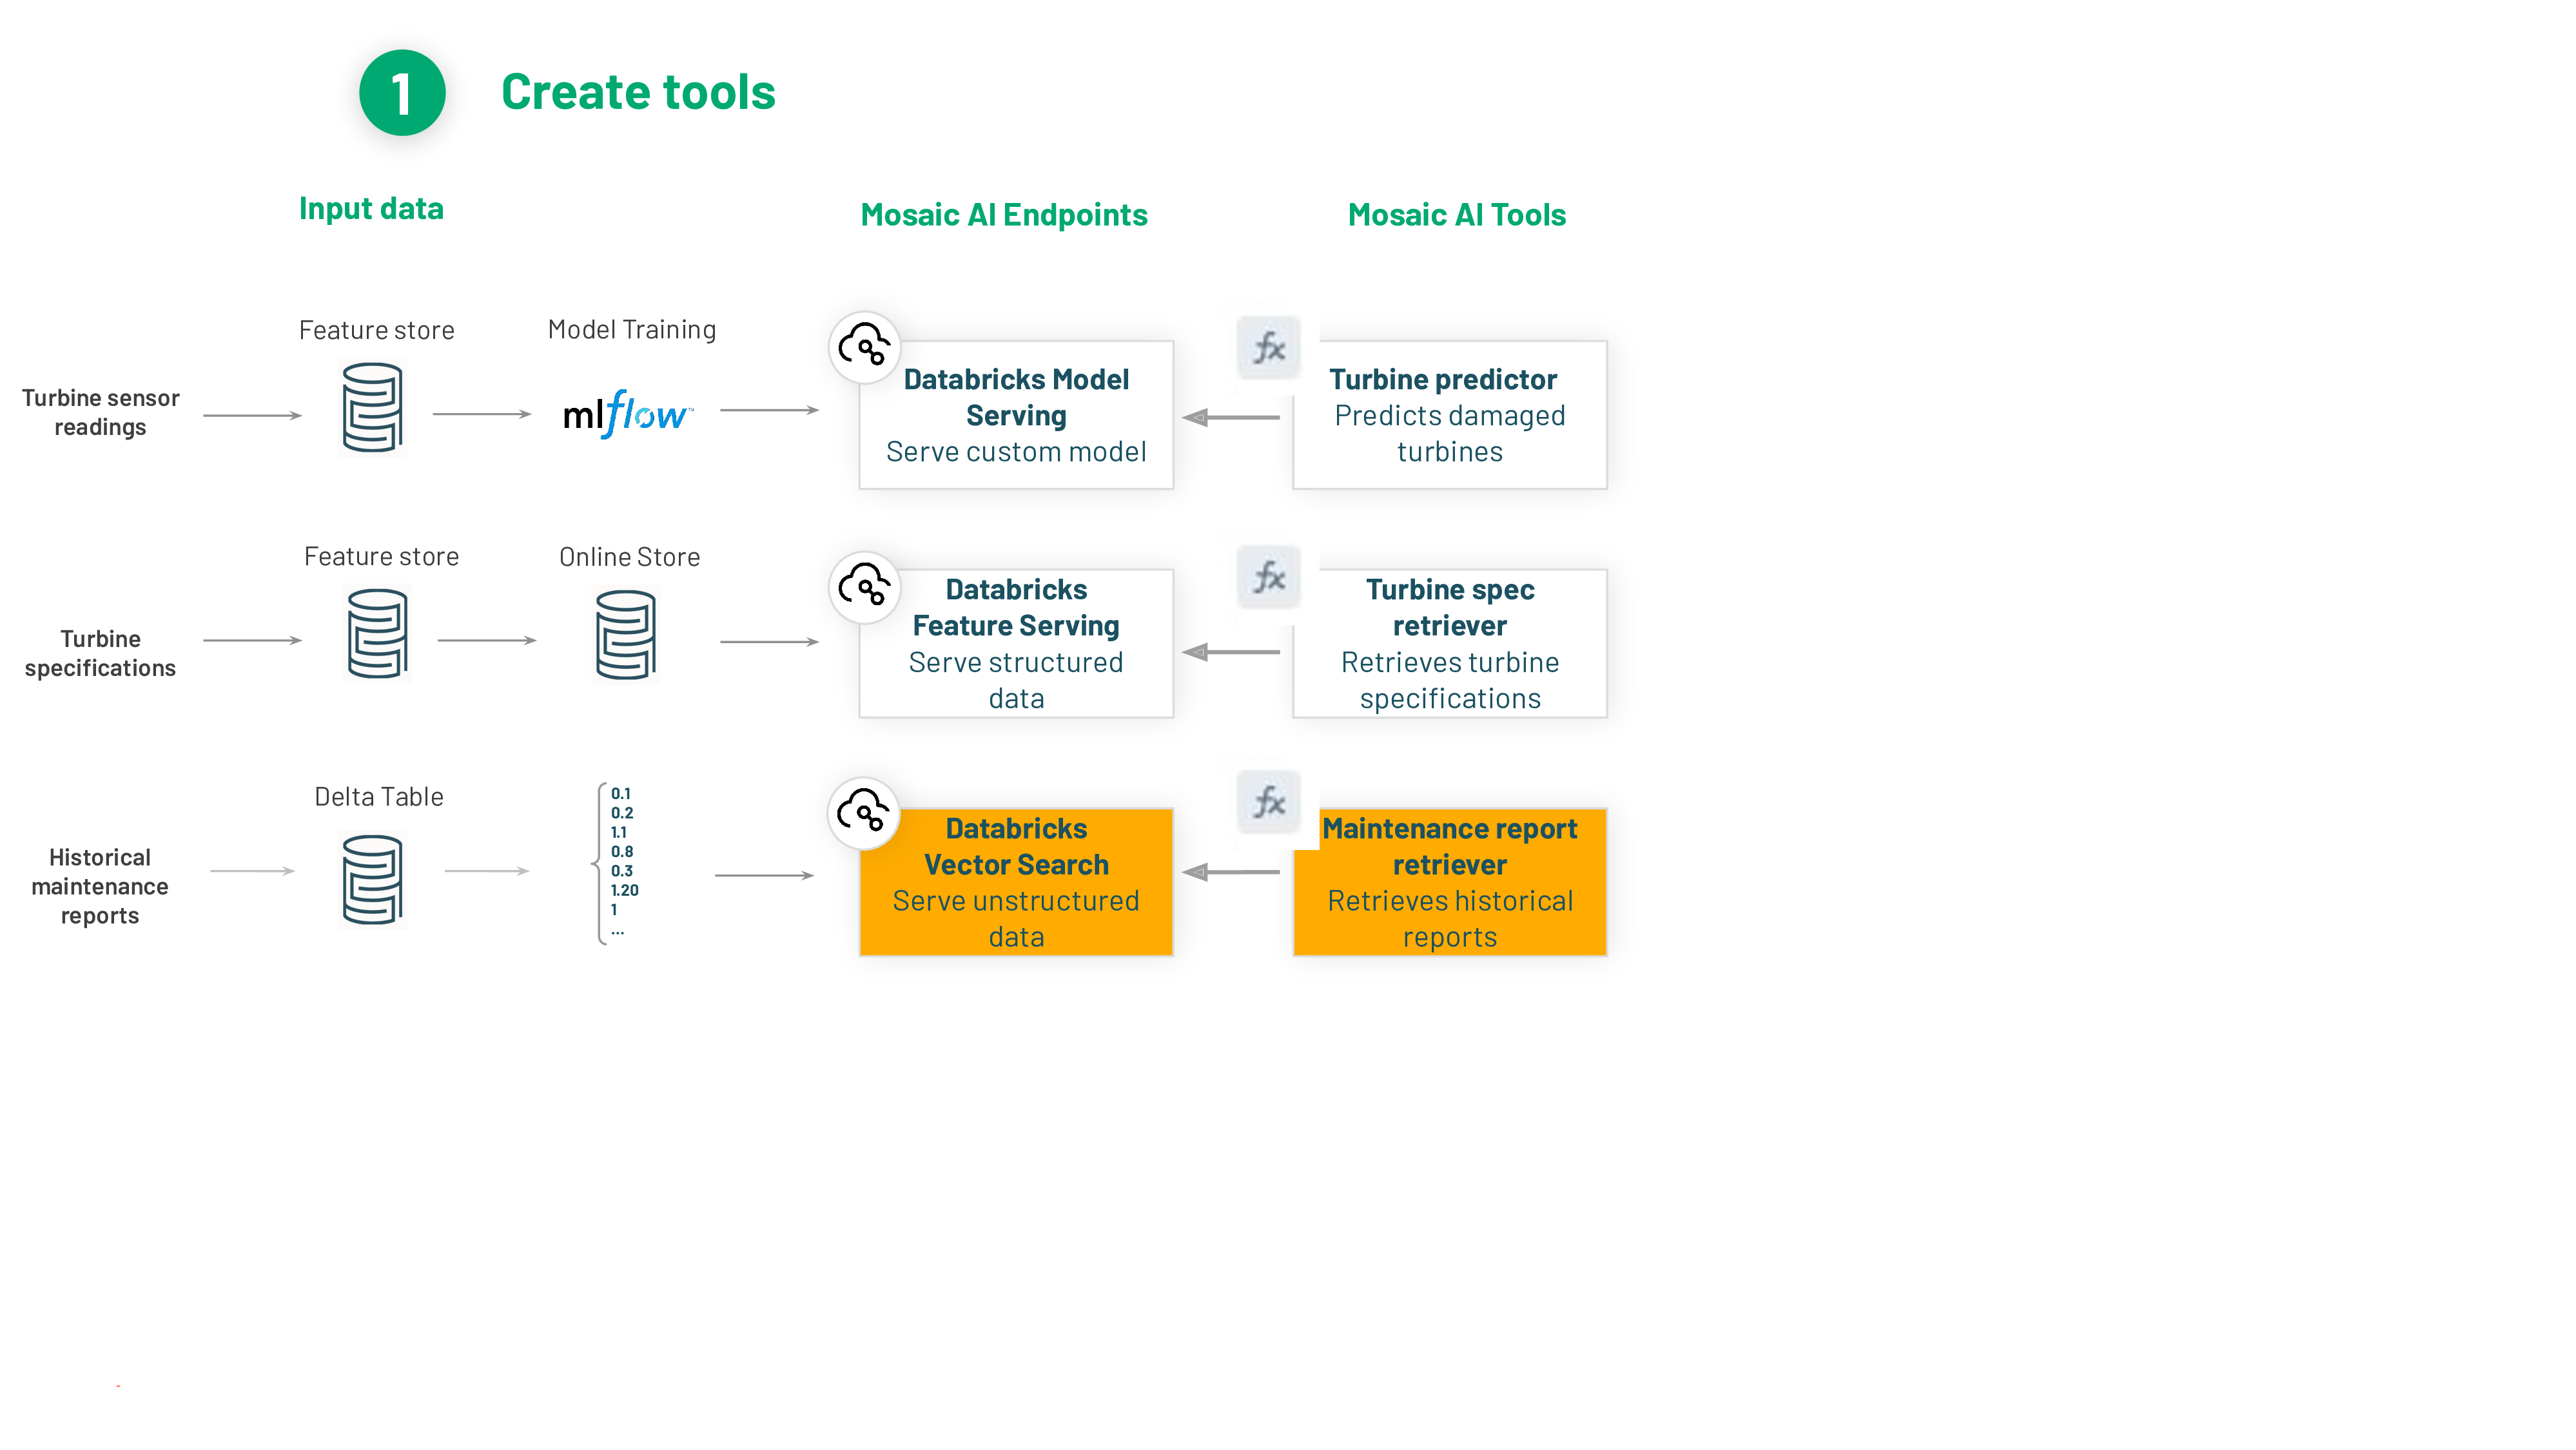 1
Create tools
Input data
Mosaic AI Endpoints
Mosaic AI Tools
Turbine sensor
readings
Feature store
Model Training
mlflow™
Databricks Model
Serving
Serve custom model
fx
Turbine predictor
Predicts damaged
turbines
Turbine
specifications
Feature store
Online Store
Databricks
Feature Serving
Serve structured
data
fx
Turbine spec
retriever
Retrieves turbine
specifications
Historical
maintenance
reports
Delta Table
0.1
0.2
1.1
0.8
0.3
1.20
1
...
Databricks
Vector Search
Serve unstructured
data
fx
Maintenance report
retriever
Retrieves historical
reports
-